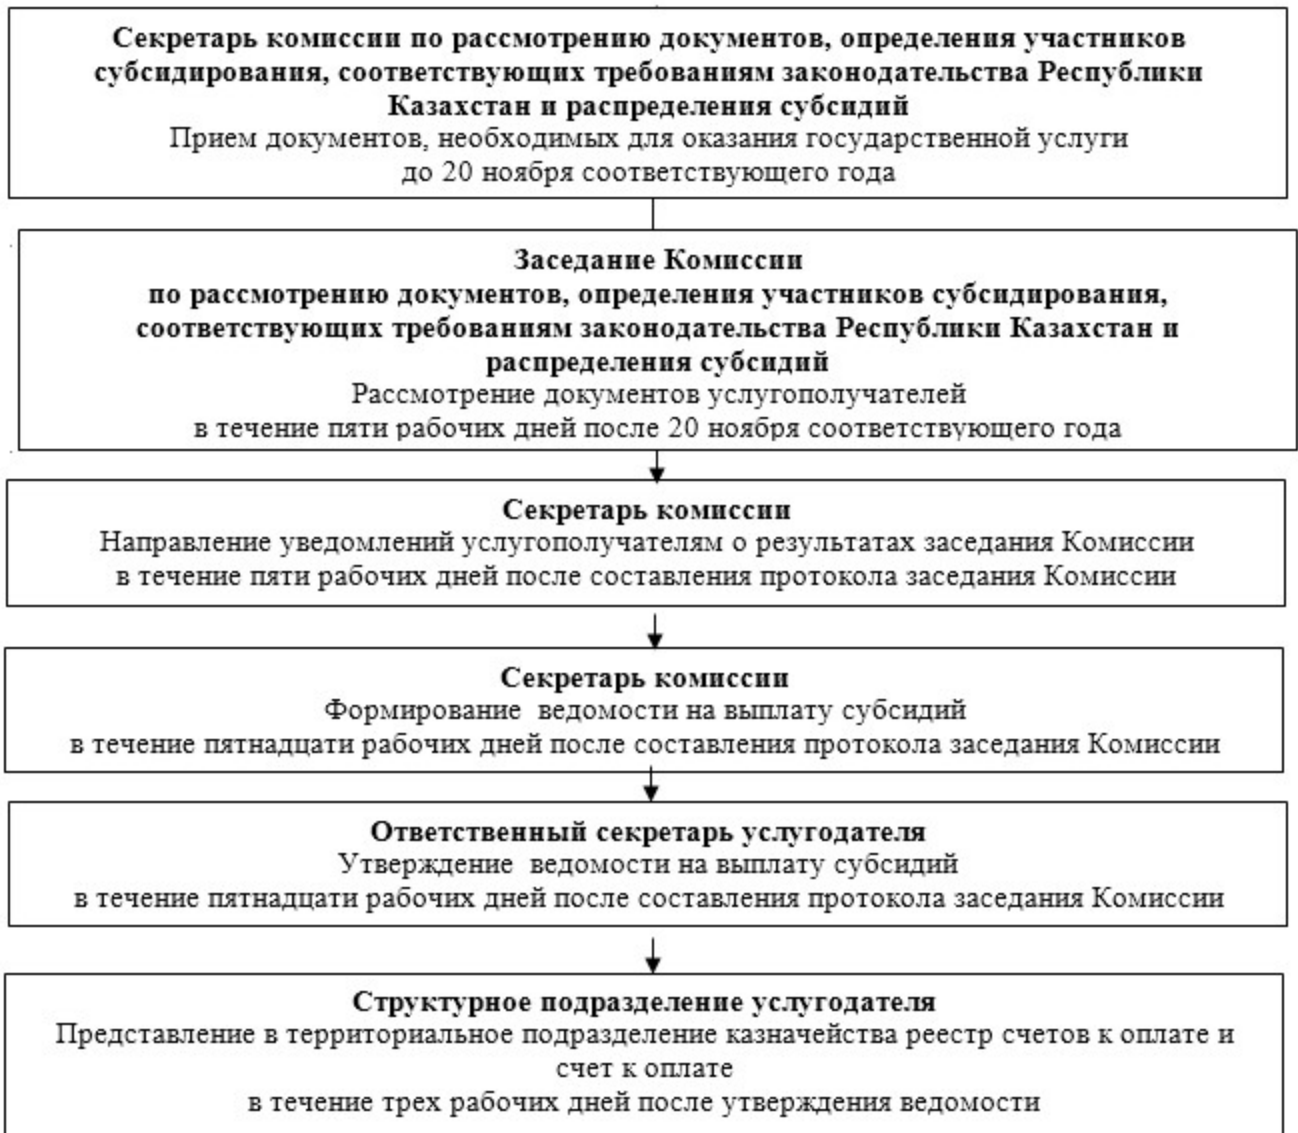 Секретарь комиссии по рассмотрению документов, определения участников
субсидирования, соответствующих требованиям законодательства Республики
Казахстан и распределения субсидий
Прием документов, необходимых для оказания государственной услуги
до 20 ноября соответствующего года
Заседание Комиссии
по рассмотрению документов, определения участников субсидирования,
соответствующих требованиям законодательства Республики Казахстан и
распределения субсидий
Рассмотрение документов услугополучателей
в течение пяти рабочих дней после 20 ноября соответствующего года
Секретарь комиссии
Направление уведомлений услугополучателям о результатах заседания Комиссии
в течение пяти рабочих дней после составления протокола заседания Комиссии
Секретарь комиссии
Формирование ведомости на выплату субсидий
в течение пятнадцати рабочих дней после составления протокола заседания Комиссии
Ответственный секретарь услугодателя
Утверждение ведомости на выплату субсидий
в течение пятнадцати рабочих дней после составления протокола заседания Комиссии
Структурное подразделение услугодателя
Представление в территориальное подразделение казначейства реестр счетов к оплате и
счет к оплате
в течение трех рабочих дней после утверждения ведомости